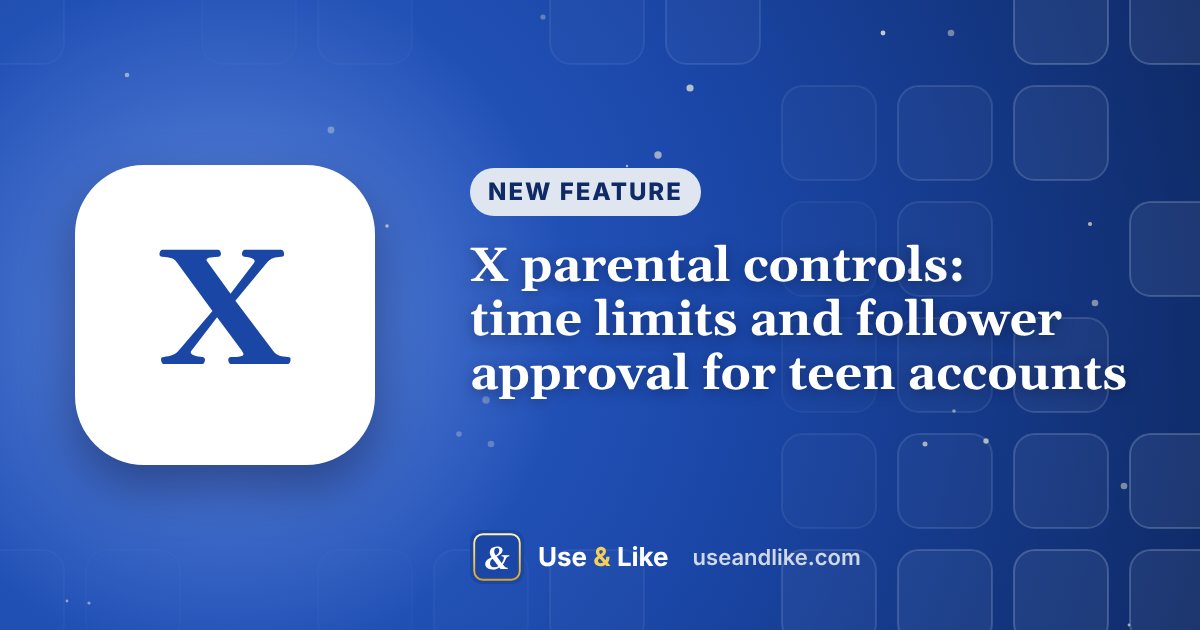 X
NEW FEATURE
X parental controls:
time limits and follower
approval for teen accounts
& Use & Like useandlike.com